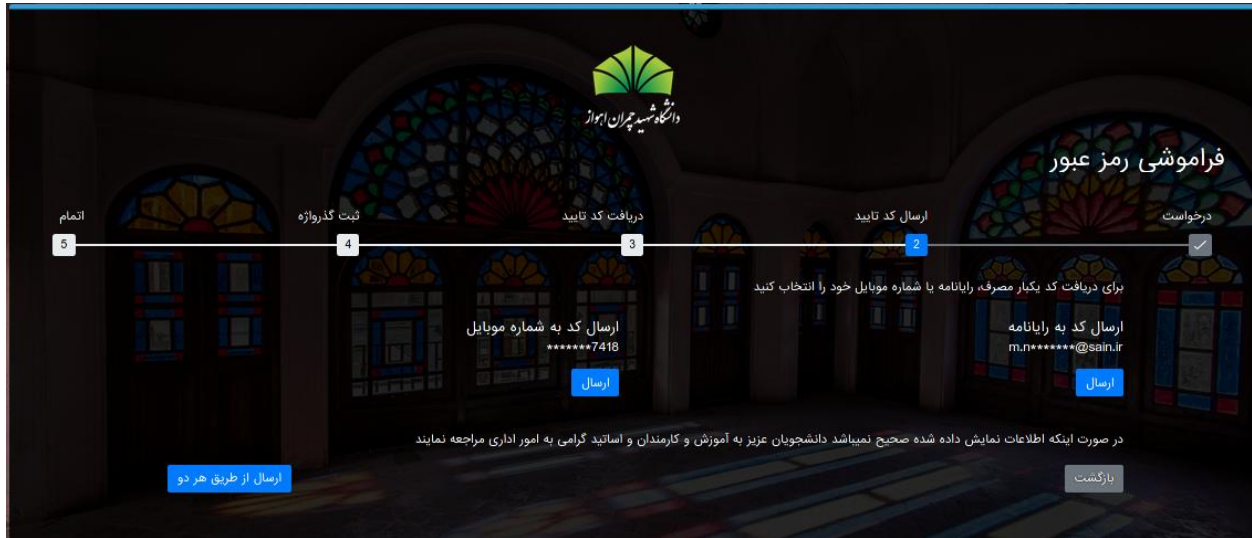 دانشگاه شهید چمران اهواز
فراموشی رمز عبور
درخواست
ارسال کد تایید
دریافت کد تایید
ثبت گذرواژه
اتمام
2
3
4
5
برای دریافت کد یکبار مصرف، رایانامه یا شماره موبایل خود را انتخاب کنید
ارسال کد به رایانامه
m.n*******@sain.ir
ارسال
ارسال کد به شماره موبایل
*******7418
ارسال
در صورت اینکه اطلاعات نمایش داده شده صحیح نمیباشد دانشجویان عزیز به آموزش و کارمندان و اساتید گرامی به امور اداری مراجعه نمایند
بازگشت
ارسال از طریق هر دو